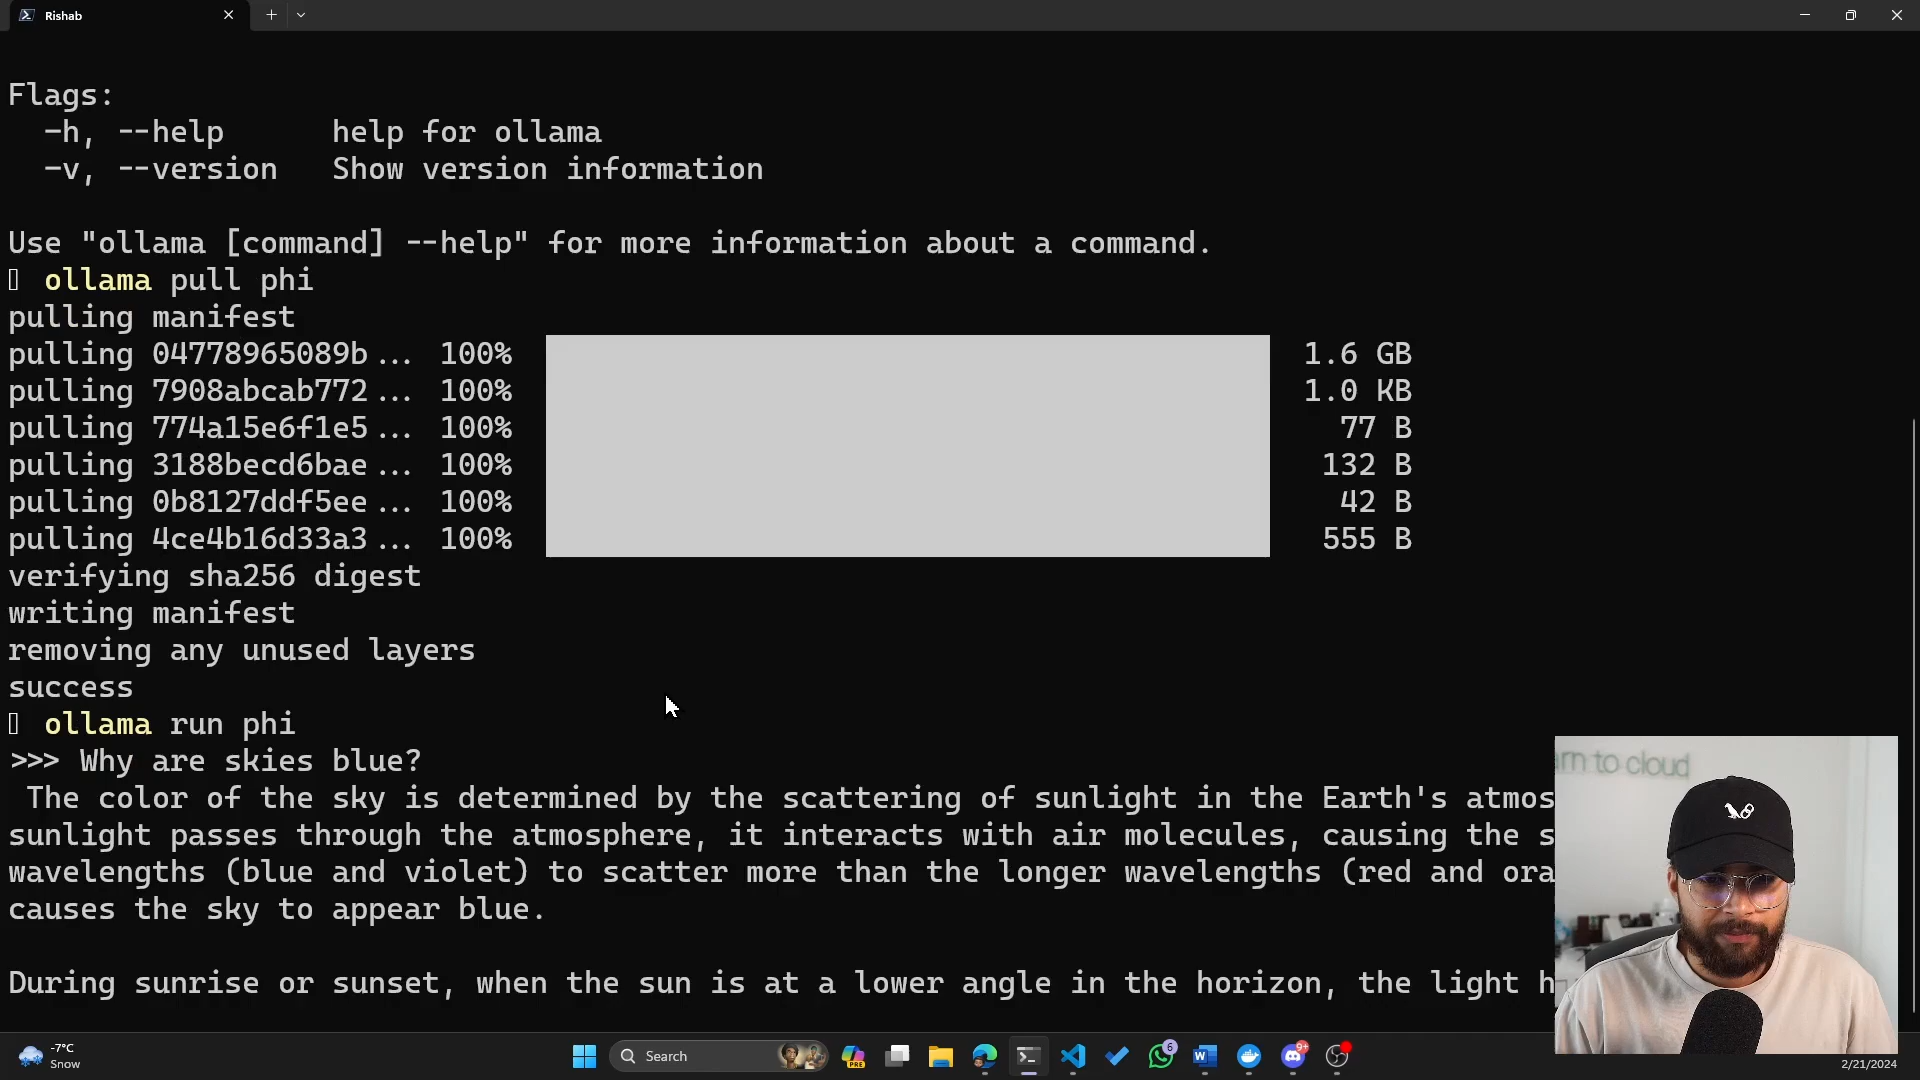 Rishab
Flags:
-h, --help help for ollama
-v, --version Show version information
Use "ollama [command] --help" for more information about a command.
ollama pull phi
pulling manifest
pulling 04778965089b... 100% 1.6 GB
pulling 7908abcab772... 100% 1.0 KB
pulling 774a15e6f1e5... 100% 77 B
pulling 3188becd6bae... 100% 132 B
pulling 0b8127ddf5ee... 100% 42 B
pulling 4ce4b16d33a3... 100% 555 B
verifying sha256 digest
writing manifest
removing any unused layers
success
ollama run phi
>>> Why are skies blue?
The color of the sky is determined by the scattering of sunlight in the Earth's atmos
sunlight passes through the atmosphere, it interacts with air molecules, causing the s
wavelengths (blue and violet) to scatter more than the longer wavelengths (red and ora
causes the sky to appear blue.
During sunrise or sunset, when the sun is at a lower angle in the horizon, the light h
rn to cloud
-7°C
Snow
Search
PRE
6
9+
2/21/2024